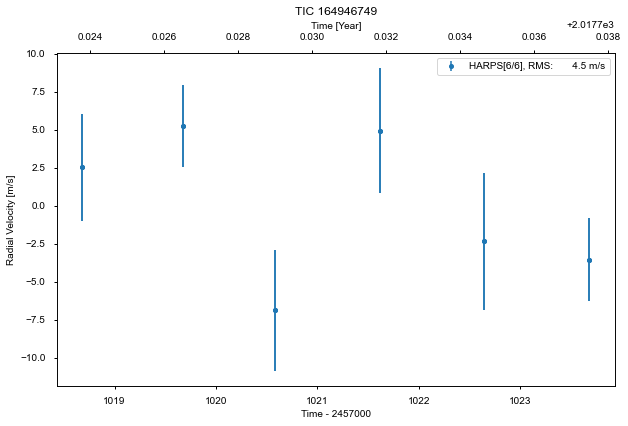 TIC 164946749
Time [Year]
+2.0177e3
0.024 0.026 0.028 0.030 0.032 0.034 0.036 0.038
HARPS[6/6], RMS: 4.5 m/s
Radial Velocity [m/s]
10.0
7.5
5.0
2.5
0.0
−2.5
−5.0
−7.5
−10.0
1019 1020 1021 1022 1023
Time - 2457000